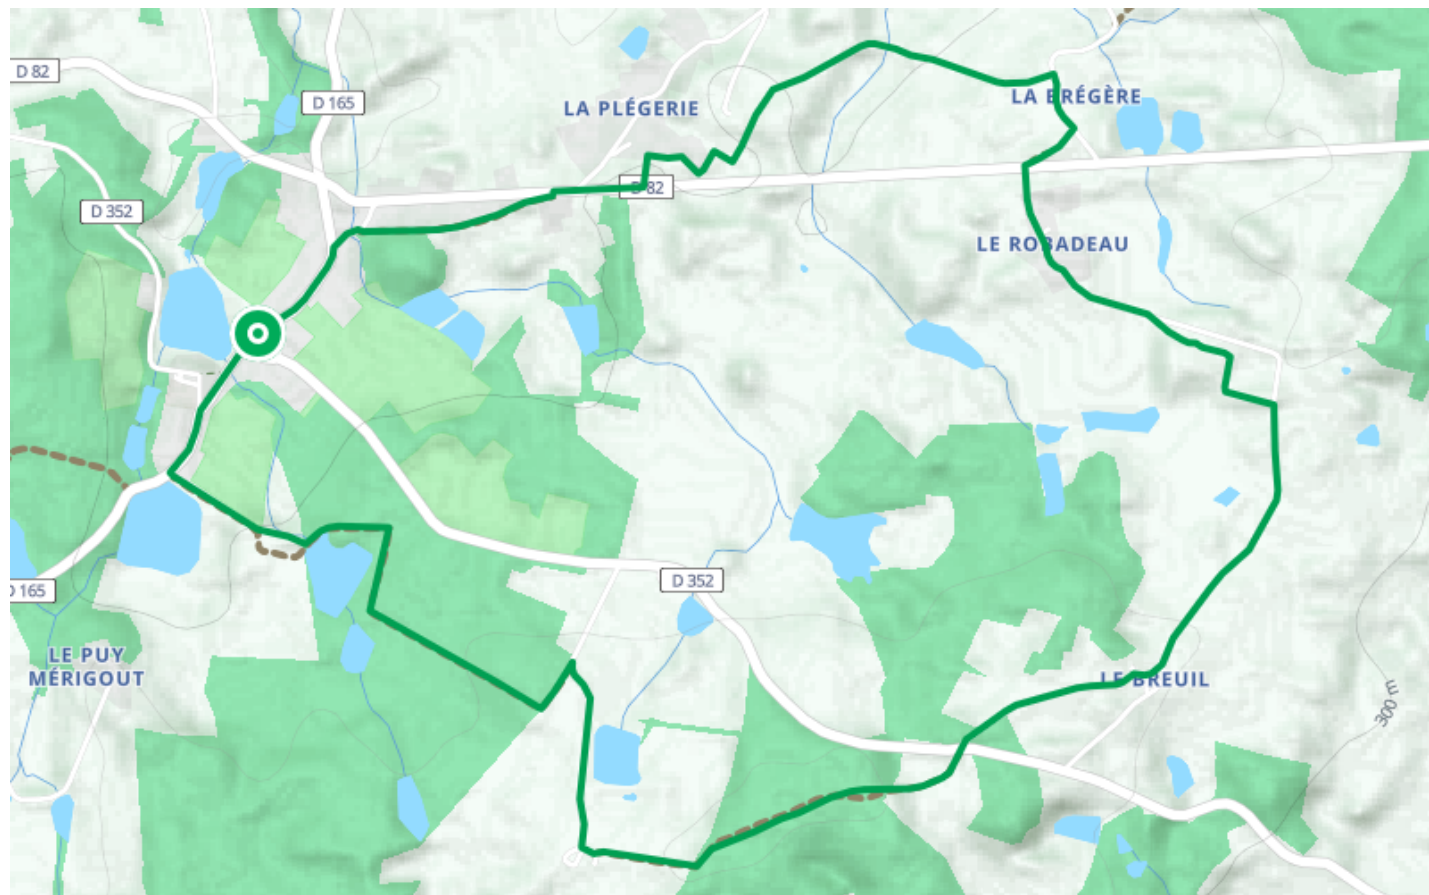 D 82
D 165
LA PLÉGERIE
LA BRÉGÈRE
D 82
D 352
LE ROBADEAU
D 352
D 165
LE PUY
MÉRIGOUT
LE BREUIL
300 m